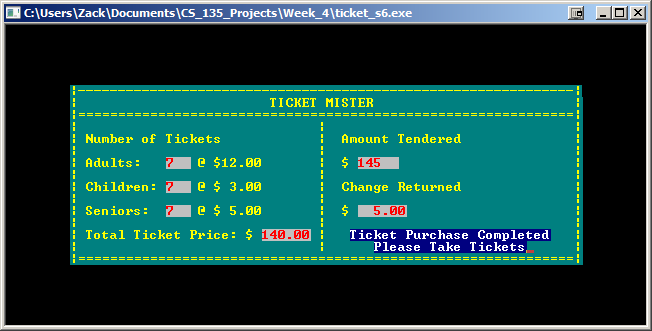 C:\Users\Zack\Documents\CS_135_Projects\Week_4\ticket_s6.exe
TICKET MISTER
Number of Tickets
Amount Tendered
Adults: 7 @ $12.00
$ 145
Children: 7 @ $ 3.00
Change Returned
Seniors: 7 @ $ 5.00
$ 5.00
Total Ticket Price: $ 140.00
Ticket Purchase Completed
Please Take Tickets